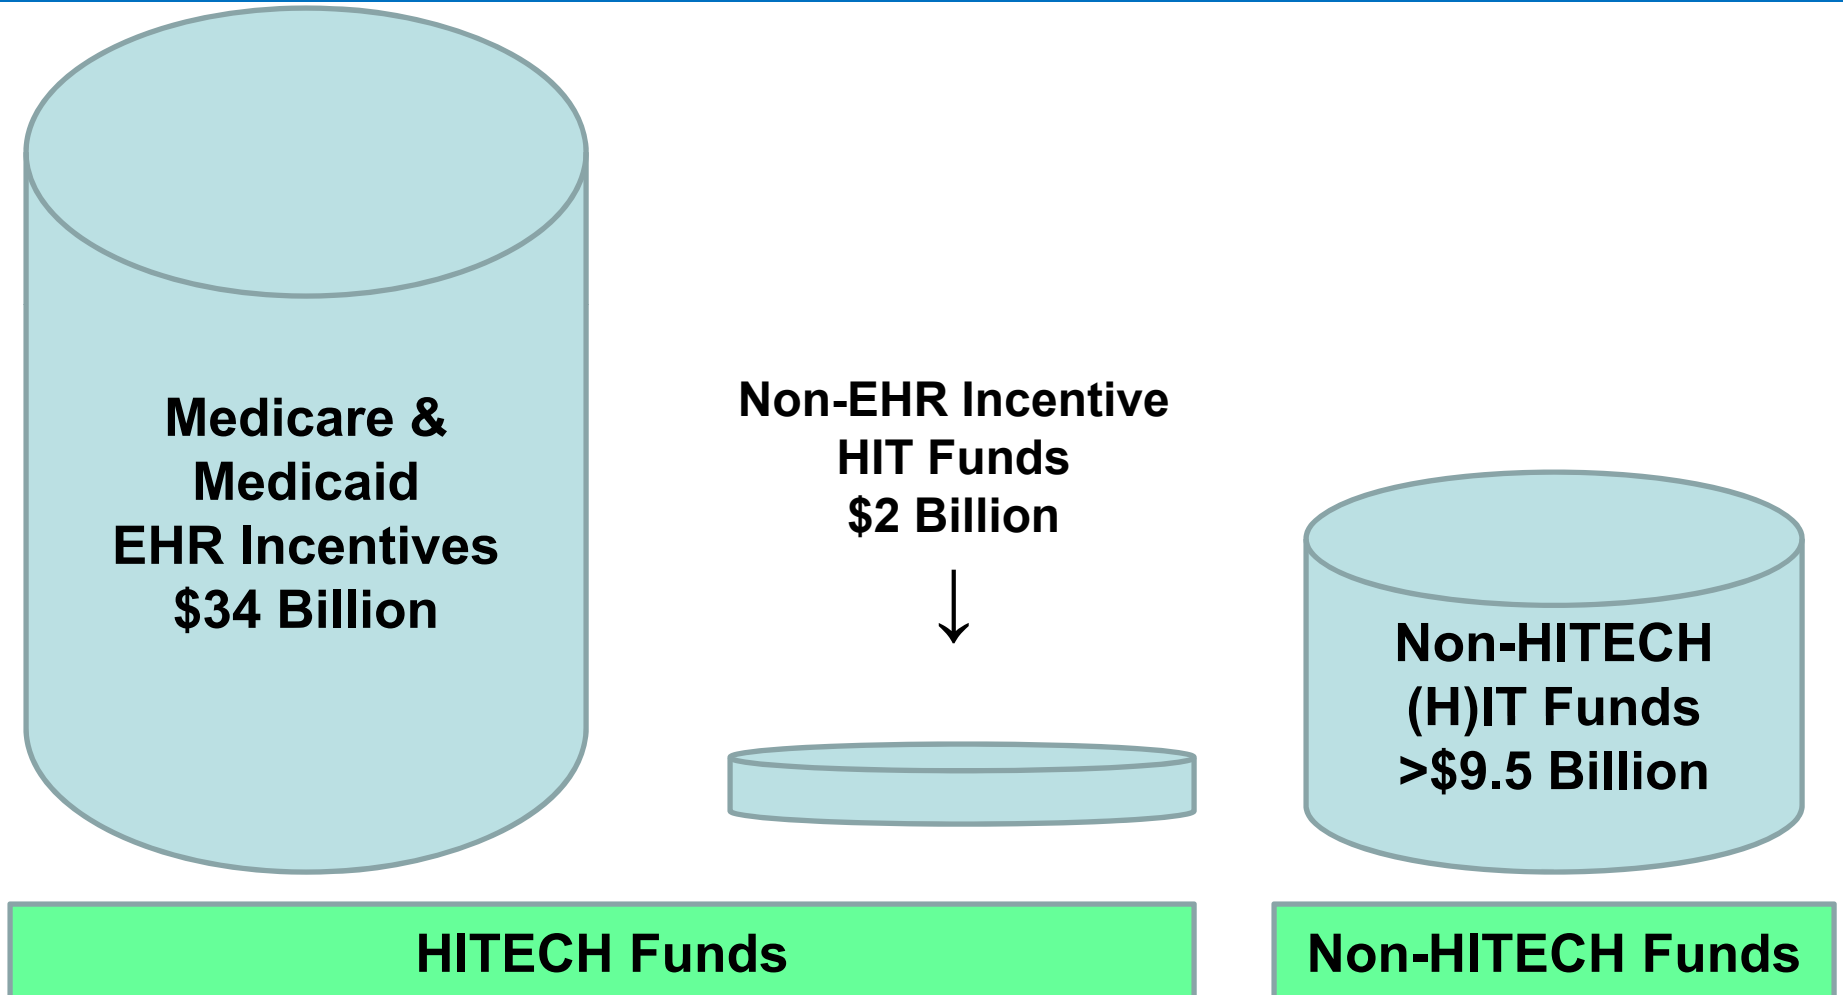 Medicare &
Medicaid
EHR Incentives
$34 Billion
Non-EHR Incentive
HIT Funds
$2 Billion
↓
Non-HITECH
(H)IT Funds
>$9.5 Billion
HITECH Funds
Non-HITECH Funds